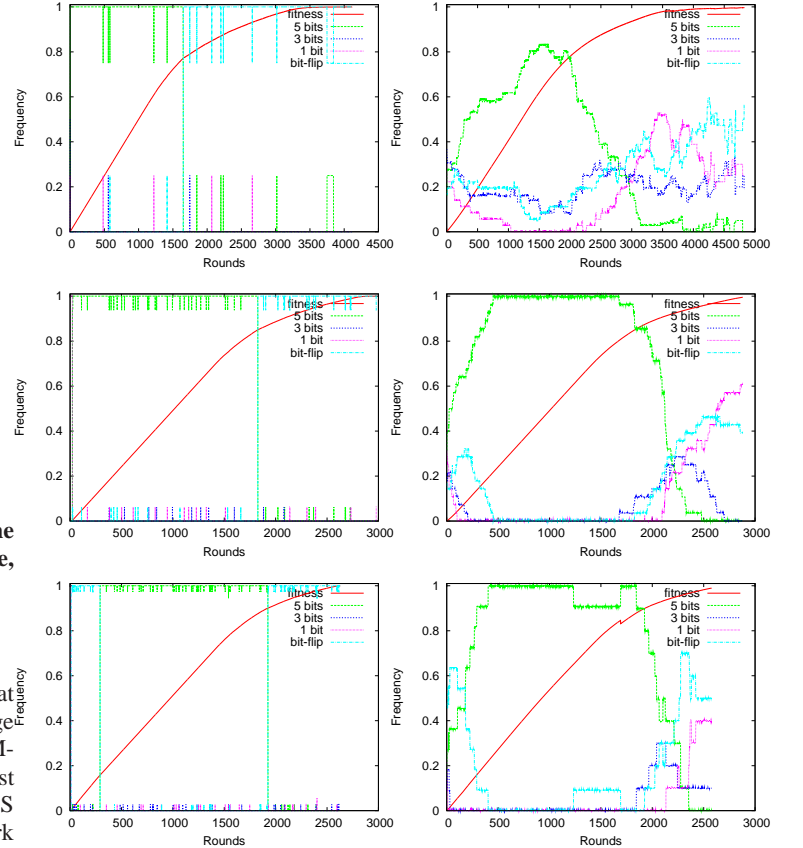 1
0.8
0.6
0.4
0.2
0
Frequency
0 500 1000 1500 2000 2500 3000 3500 4000 4500
Rounds
fitness
5 bits
3 bits
1 bit
bit-flip
1
0.8
0.6
0.4
0.2
0
Frequency
0 500 1000 1500 2000 2500 3000 3500 4000 4500 5000
Rounds
fitness
5 bits
3 bits
1 bit
bit-flip
1
0.8
0.6
0.4
0.2
0
Frequency
0 500 1000 1500 2000 2500 3000
Rounds
fitness
5 bits
3 bits
1 bit
bit-flip
1
0.8
0.6
0.4
0.2
0
Frequency
0 500 1000 1500 2000 2500 3000
Rounds
fitness
5 bits
3 bits
1 bit
bit-flip
ne
e,
1
0.8
0.6
0.4
0.2
0
Frequency
0 500 1000 1500 2000 2500 3000
Rounds
fitness
5 bits
3 bits
1 bit
bit-flip
1
0.8
0.6
0.4
0.2
0
Frequency
0 500 1000 1500 2000 2500 3000
Rounds
fitness
5 bits
3 bits
1 bit
bit-flip
at
ge
M-
st
S
rk